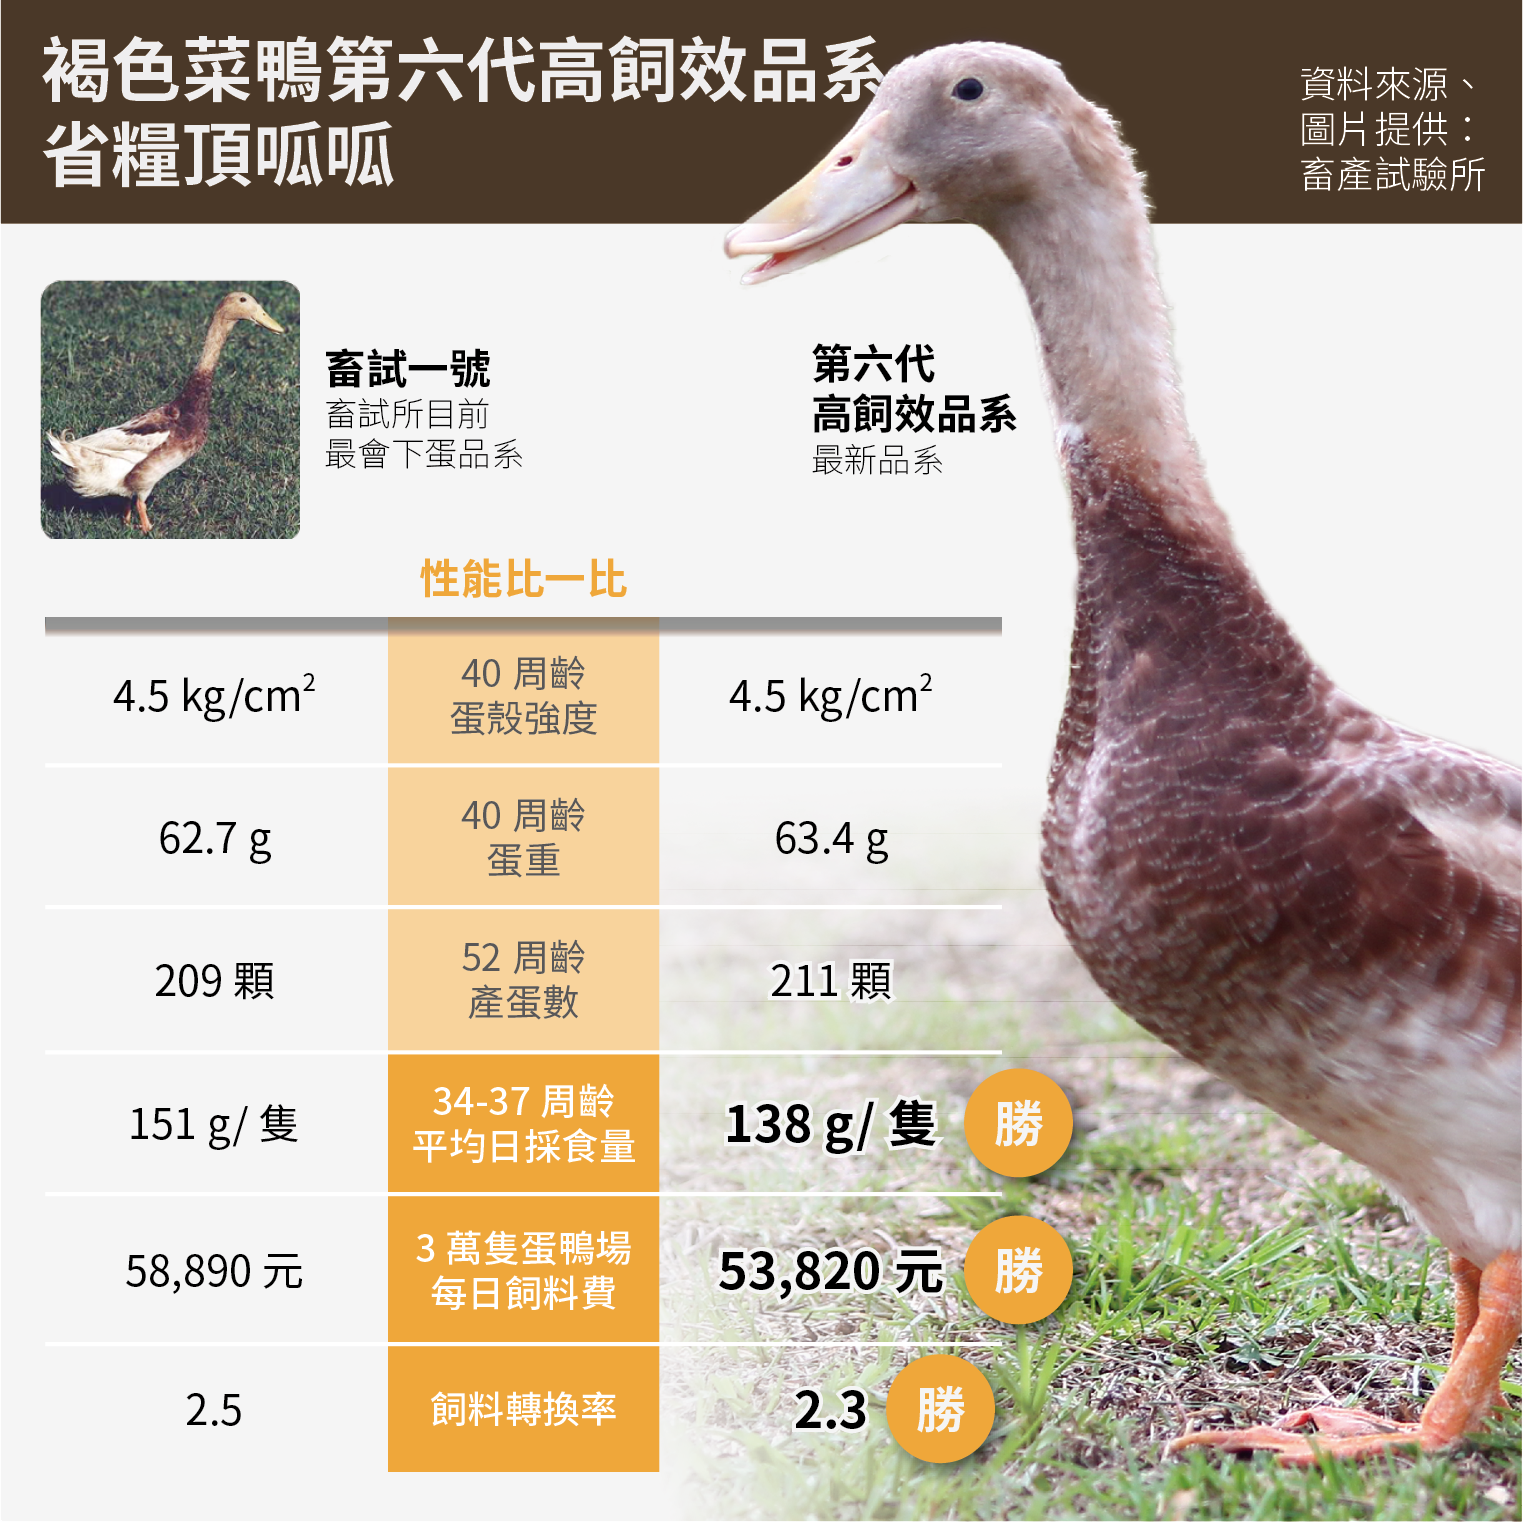 褐色菜鴨第六代高飼效品系
省糧頂呱呱
資料來源、
圖片提供：
畜產試驗所
畜試一號
畜試所目前
最會下蛋品系
第六代
高飼效品系
最新品系
性能比一比
4.5 kg/cm²
40 周齡
蛋殼強度
4.5 kg/cm²
62.7 g
40 周齡
蛋重
63.4 g
209 顆
52 周齡
產蛋數
211 顆
151 g/ 隻
34-37 周齡
平均日採食量
138 g/ 隻
勝
58,890 元
3 萬隻蛋鴨場
每日飼料費
53,820 元
勝
2.5
飼料轉換率
2.3
勝